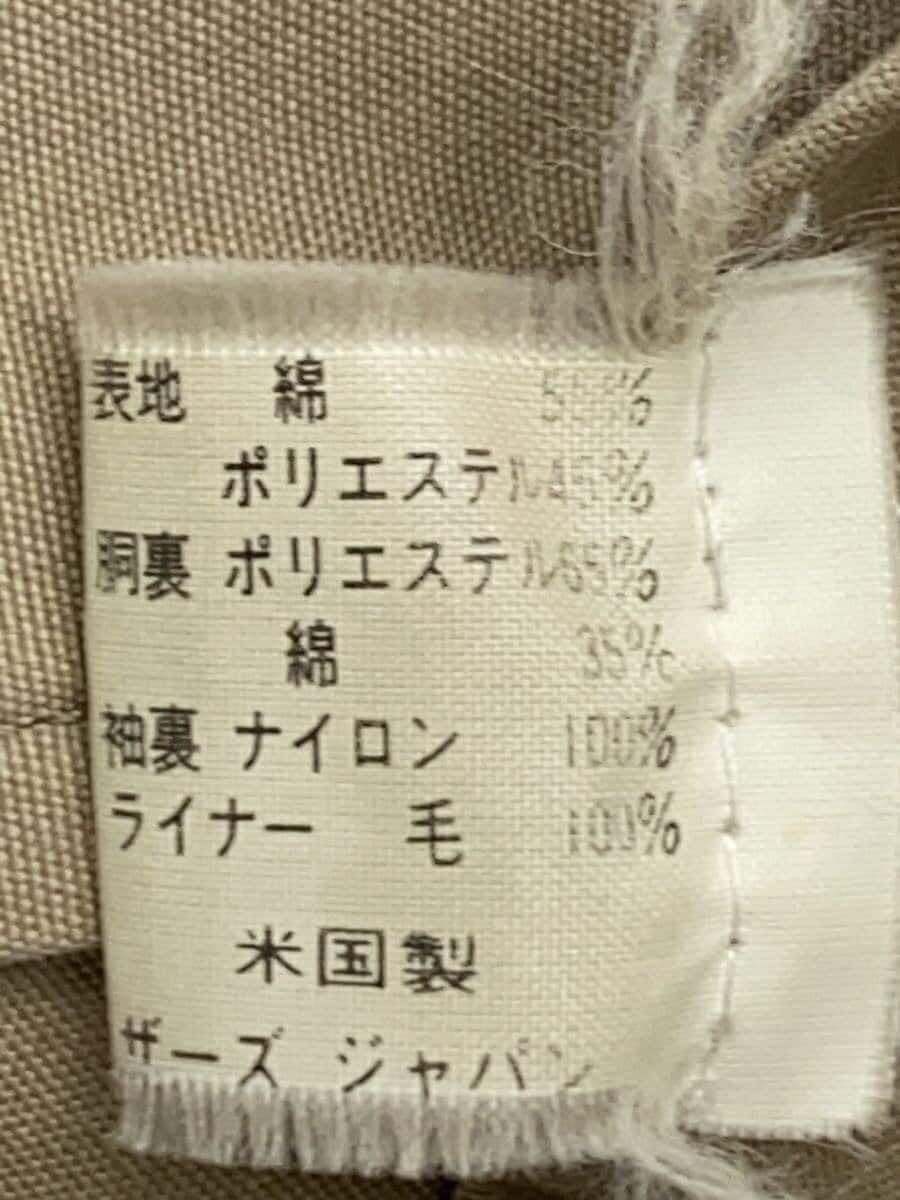 表地 綿 55%
ポリエステル45%
胴裏 ポリエステル65%
綿 35%
袖裏 ナイロン 100%
ライナー 毛 100%
米国製
ザーズ ジャパン